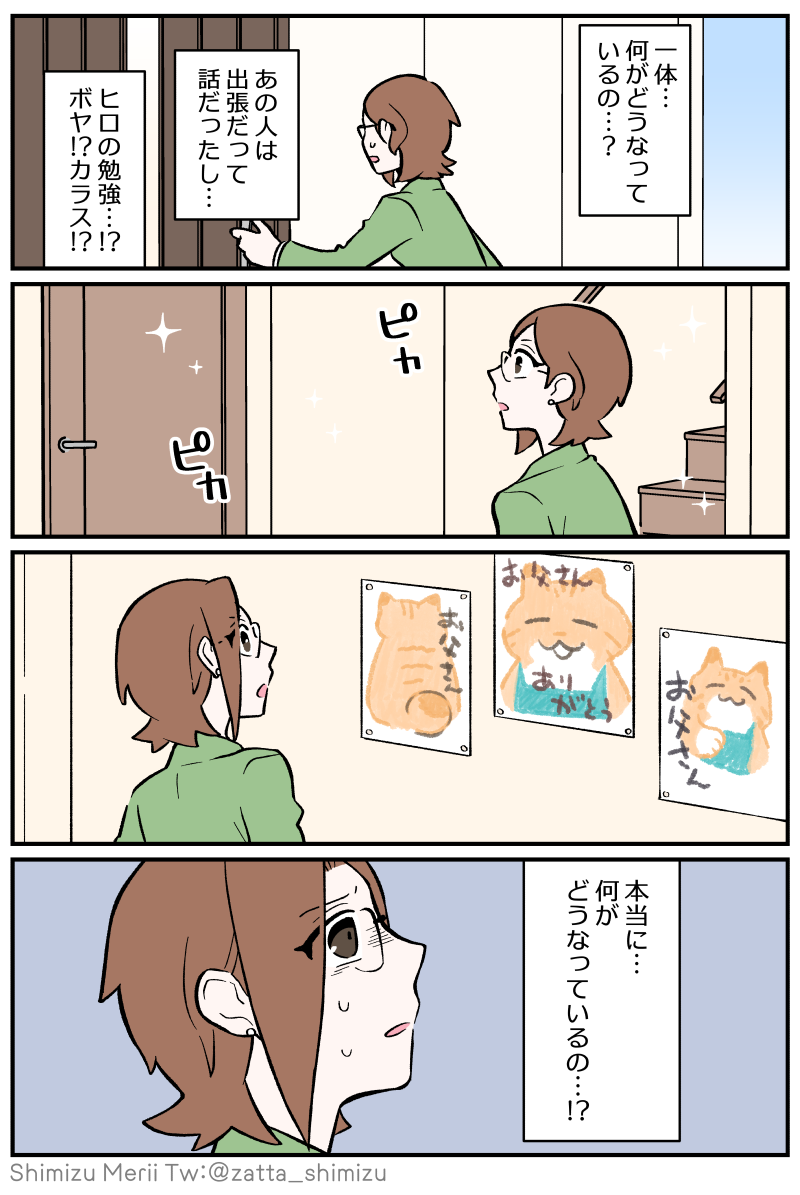 一体…
何がどうなって
いるの…?
あの人は
出張だって
話だったし…
ヒロの勉強…!?
ボヤ!?カラス!?
ピカ
ピカ
おなさん
おなさん
あり
がとう
おなさん
本当に…
何が
どうなっているの…!?
Shimizu Merii Tw:@zatta_shimizu